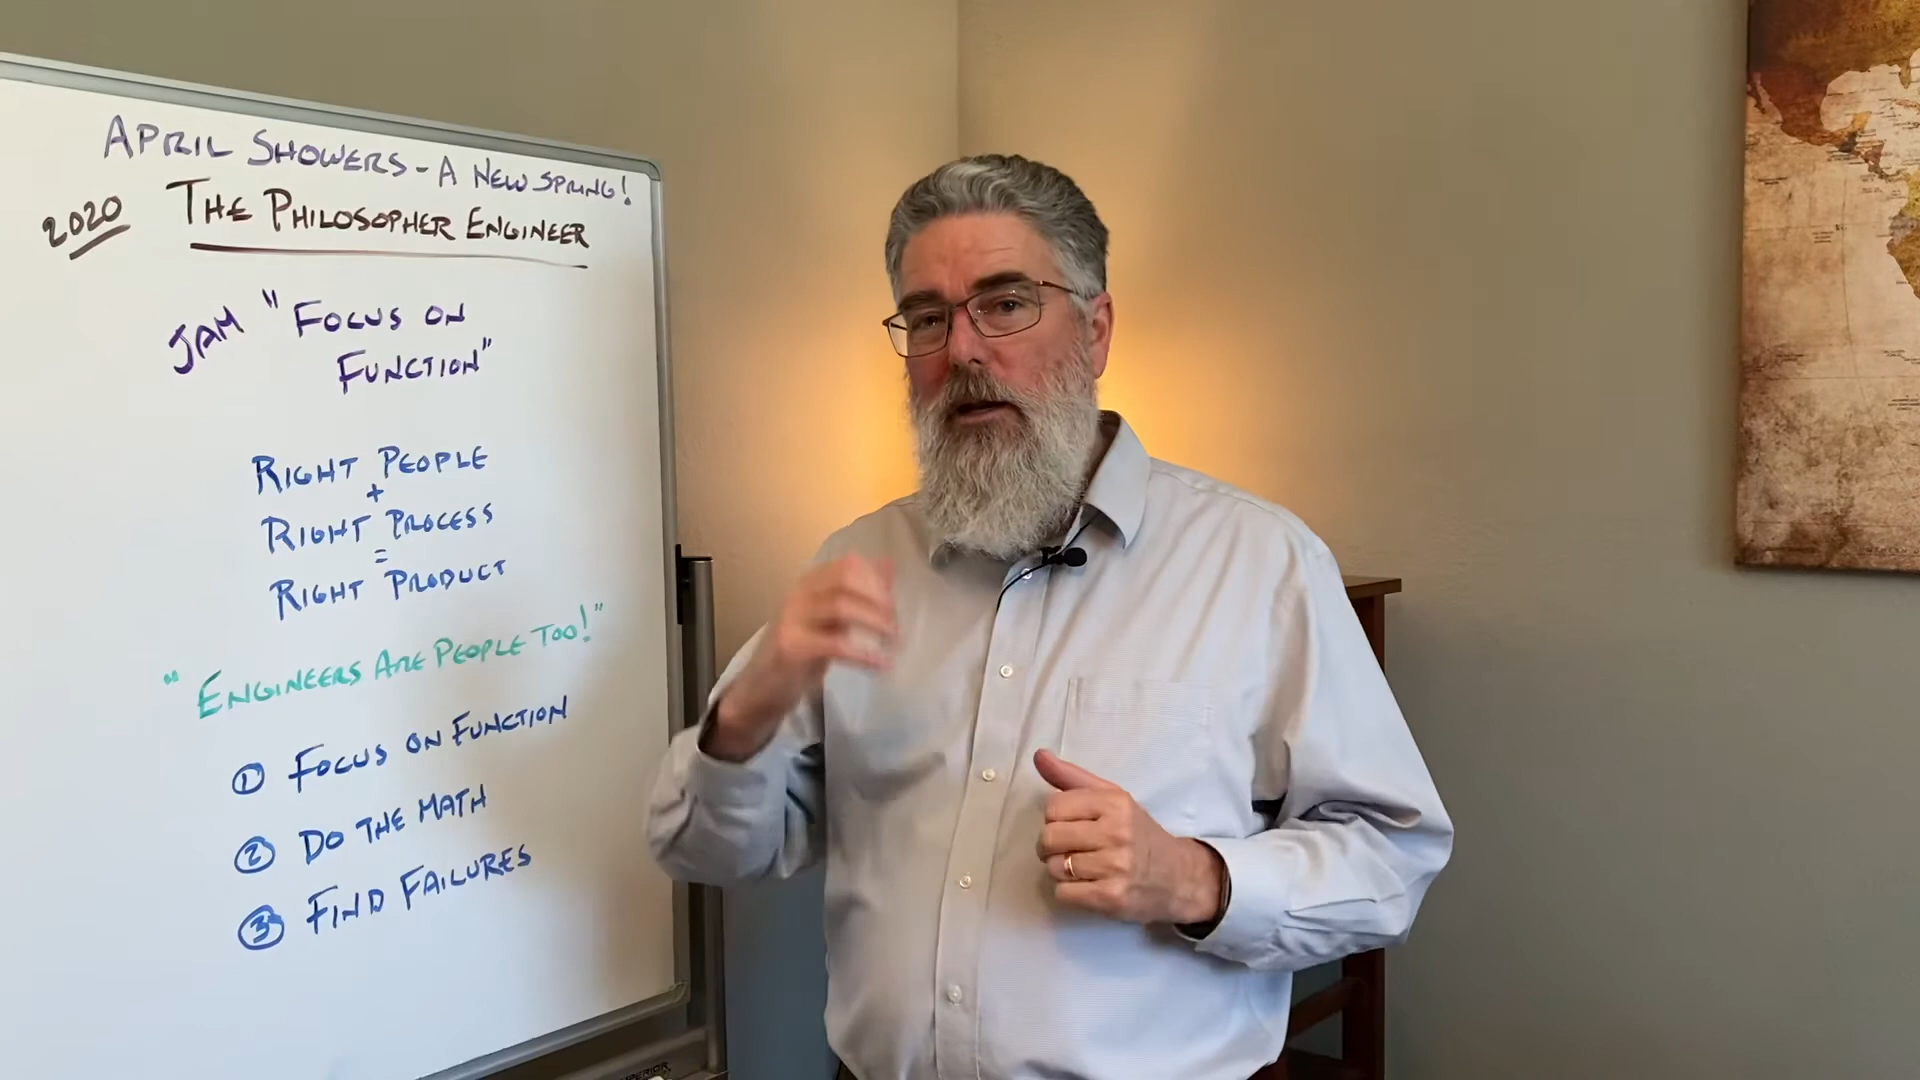 APRIL SHOWERS - A NEW SPRING!
2020 THE PHILOSOPHER ENGINEER
JAM "FOCUS ON
FUNCTION"
RIGHT PEOPLE
+
RIGHT PROCESS
=
RIGHT PRODUCT
"ENGINEERS ARE PEOPLE TOO!"
① FOCUS ON FUNCTION
② DO THE MATH
③ FIND FAILURES